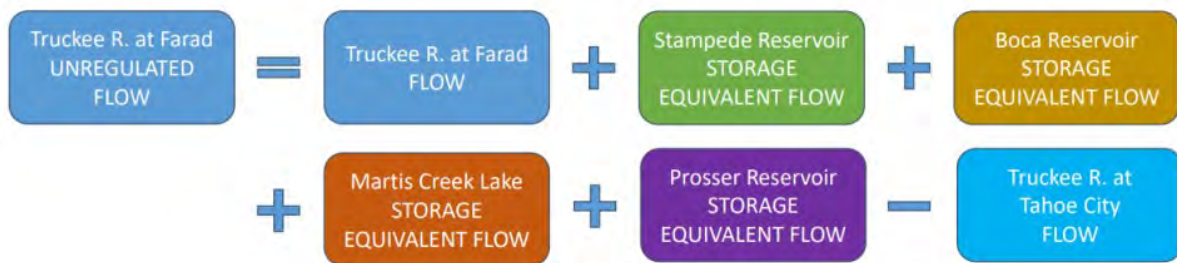 Truckee R. at Farad
UNREGULATED
FLOW
=
Truckee R. at Farad
FLOW
+
Stampede Reservoir
STORAGE
EQUIVALENT FLOW
+
Boca Reservoir
STORAGE
EQUIVALENT FLOW
+
Martis Creek Lake
STORAGE
EQUIVALENT FLOW
+
Prosser Reservoir
STORAGE
EQUIVALENT FLOW
−
Truckee R. at
Tahoe City
FLOW